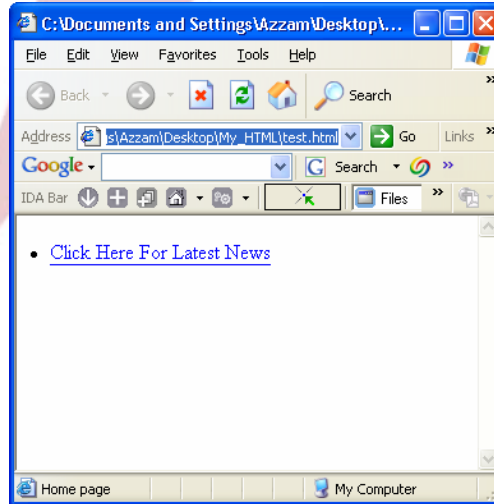 C:\Documents and Settings\Azzam\Desktop\...
File Edit View Favorites Tools Help
Back Search
Address s\Azzam\Desktop\My_HTML\test.html Go Links
Google Search
IDA Bar Files
• Click Here For Latest News
Home page My Computer